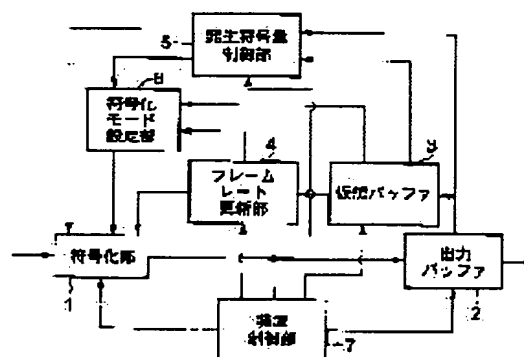 5
発生符号量
制御部
6
符号化
モード
設定部
4
フレーム
レート
更新部
3
仮想バッファ
符号化部
1
出力
バッファ
2
制御部
7